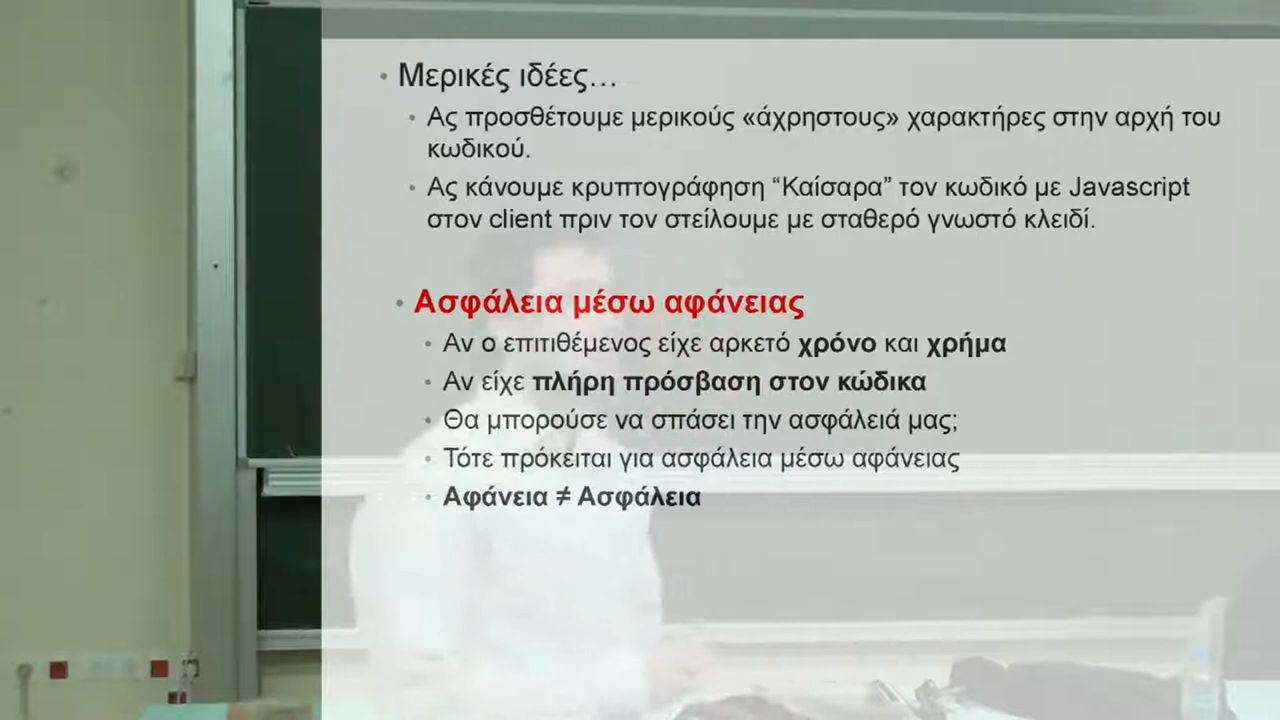 • Μερικές ιδέες…
• Ας προσθέτουμε μερικούς «άχρηστους» χαρακτήρες στην αρχή του
κωδικού.
• Ας κάνουμε κρυπτογράφηση “Καίσαρα” τον κωδικό με Javascript
στον client πριν τον στείλουμε με σταθερό γνωστό κλειδί.
• Ασφάλεια μέσω αφάνειας
• Αν ο επιτιθέμενος είχε αρκετό χρόνο και χρήμα
• Αν είχε πλήρη πρόσβαση στον κώδικα
• Θα μπορούσε να σπάσει την ασφάλειά μας;
• Τότε πρόκειται για ασφάλεια μέσω αφάνειας
• Αφάνεια ≠ Ασφάλεια